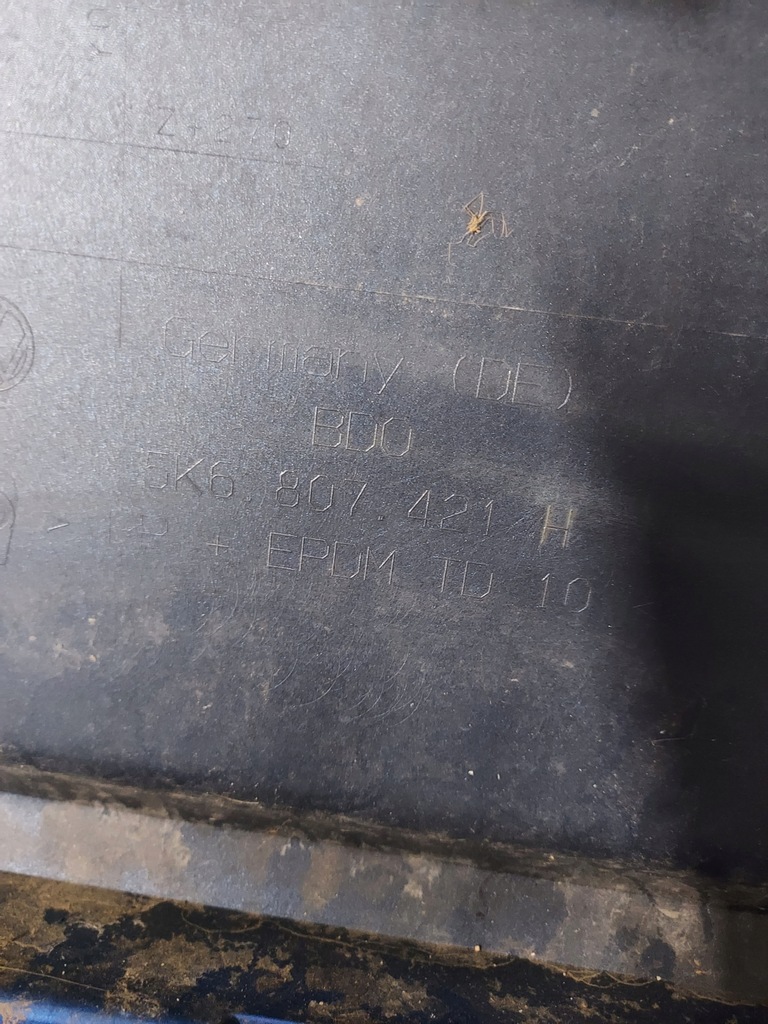 Z+270
Germany (DE)
BDO
5K6.807.421 H
+ EPDM TD 10